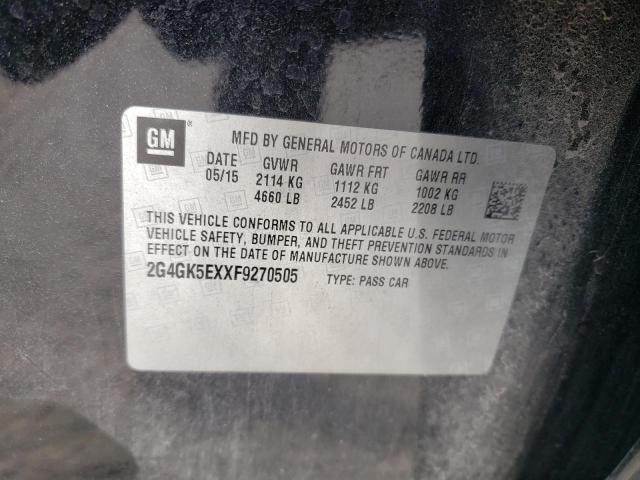 GM ®
MFD BY GENERAL MOTORS OF CANADA LTD.
DATE GVWR GAWR FRT GAWR RR
05/15 2114 KG 1112 KG 1002 KG
4660 LB 2452 LB 2208 LB
THIS VEHICLE CONFORMS TO ALL APPLICABLE U.S. FEDERAL MOTOR
VEHICLE SAFETY, BUMPER, AND THEFT PREVENTION STANDARDS IN
EFFECT ON THE DATE OF MANUFACTURE SHOWN ABOVE.
2G4GK5EXXF9270505 TYPE: PASS CAR